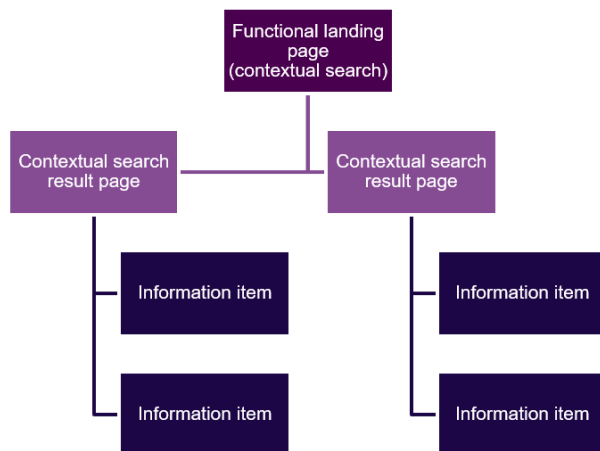 Functional landing
page
(contextual search)
Contextual search
result page
Contextual search
result page
Information item
Information item
Information item
Information item